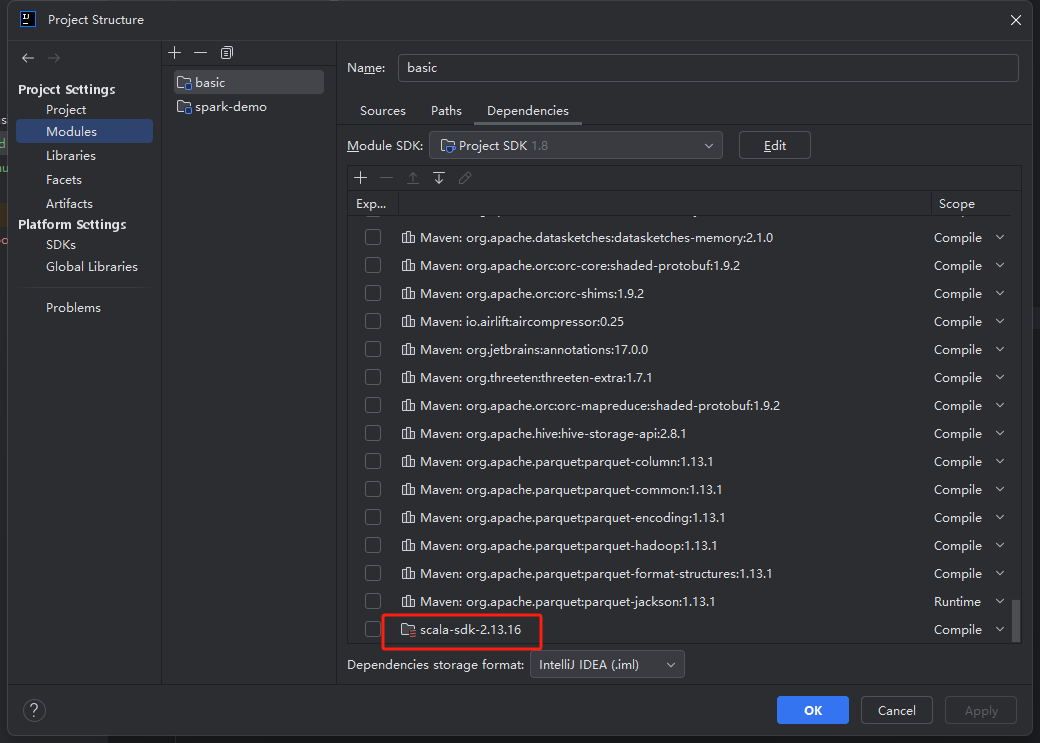 Project Structure
Project Settings
Project
Modules
Libraries
Facets
Artifacts
Platform Settings
SDKs
Global Libraries
Problems
basic
spark-demo
Name: basic
Sources Paths Dependencies
Module SDK: Project SDK 1.8 Edit
Exp... Scope
Maven: org.apache.datasketches:datasketches-memory:2.1.0 Compile
Maven: org.apache.orc:orc-core:shaded-protobuf:1.9.2 Compile
Maven: org.apache.orc:orc-shims:1.9.2 Compile
Maven: io.airlift:aircompressor:0.25 Compile
Maven: org.jetbrains:annotations:17.0.0 Compile
Maven: org.threeten:threeten-extra:1.7.1 Compile
Maven: org.apache.orc:orc-mapreduce:shaded-protobuf:1.9.2 Compile
Maven: org.apache.hive:hive-storage-api:2.8.1 Compile
Maven: org.apache.parquet:parquet-column:1.13.1 Compile
Maven: org.apache.parquet:parquet-common:1.13.1 Compile
Maven: org.apache.parquet:parquet-encoding:1.13.1 Compile
Maven: org.apache.parquet:parquet-hadoop:1.13.1 Compile
Maven: org.apache.parquet:parquet-format-structures:1.13.1 Compile
Maven: org.apache.parquet:parquet-jackson:1.13.1 Runtime
scala-sdk-2.13.16 Compile
Dependencies storage format: IntelliJ IDEA (.iml)
? OK Cancel Apply